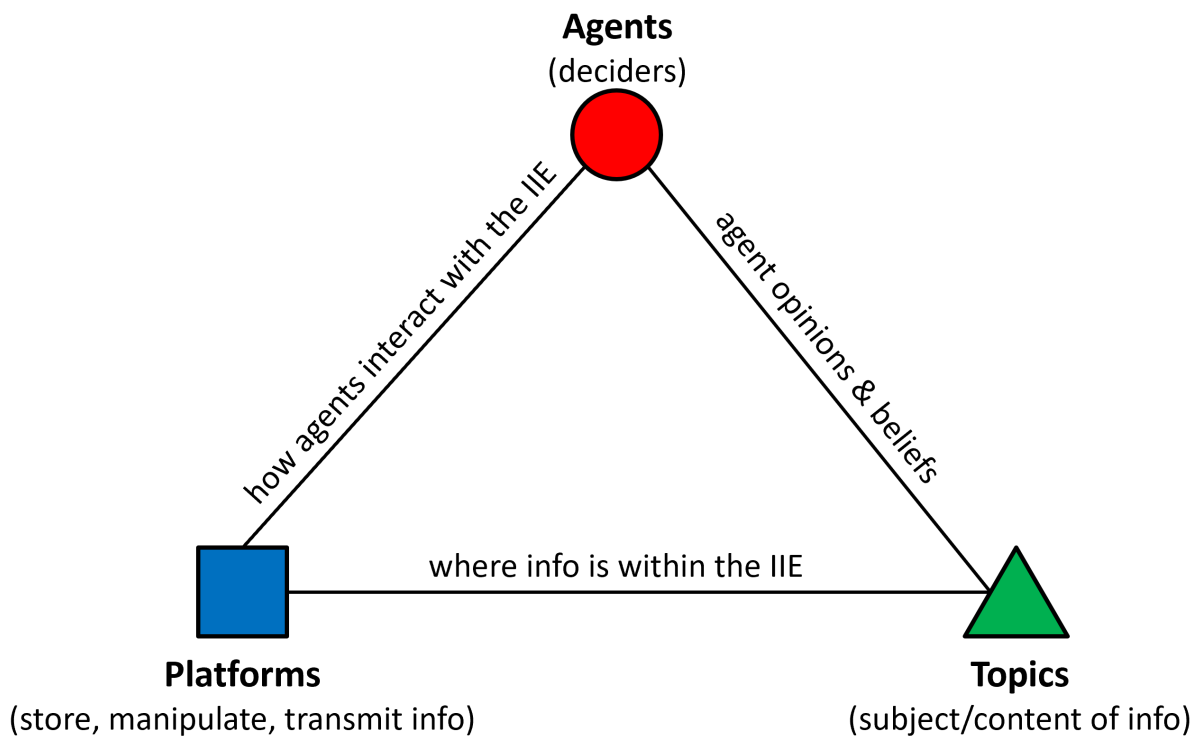 Agents
(deciders)
how agents interact with the IIE
agent opinions & beliefs
where info is within the IIE
Platforms
(store, manipulate, transmit info)
Topics
(subject/content of info)